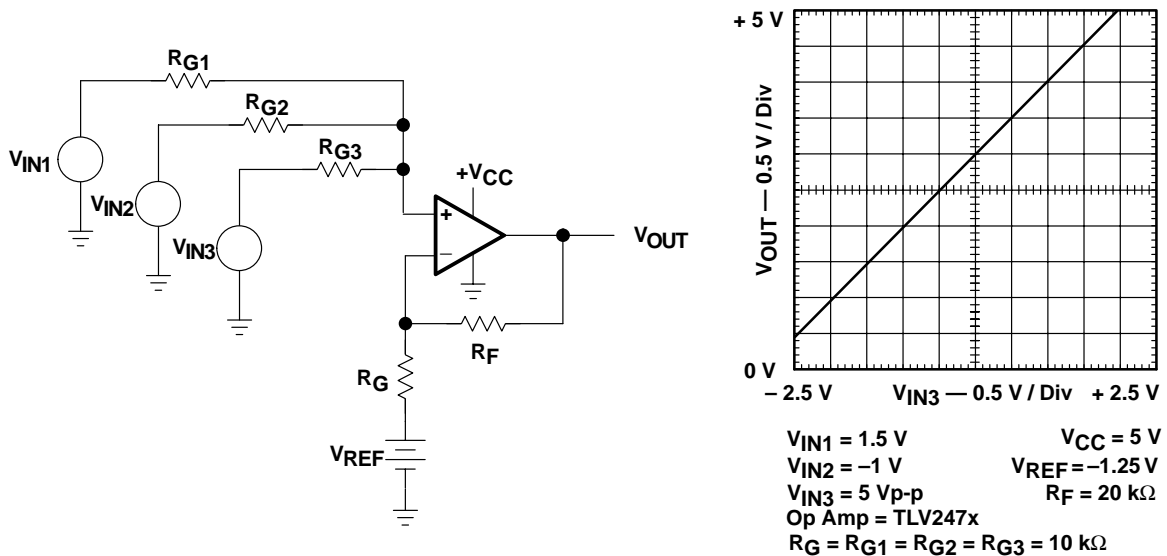 RG1
RG2
RG3
VIN1
VIN2
VIN3
+VCC
+
–
VOUT
RF
RG
VREF
+ 5 V
VOUT — 0.5 V / Div
0 V
– 2.5 V
VIN3 — 0.5 V / Div
+ 2.5 V
VIN1 = 1.5 V
VCC = 5 V
VIN2 = –1 V
VREF = –1.25 V
VIN3 = 5 Vp-p
RF = 20 kΩ
Op Amp = TLV247x
RG = RG1 = RG2 = RG3 = 10 kΩ